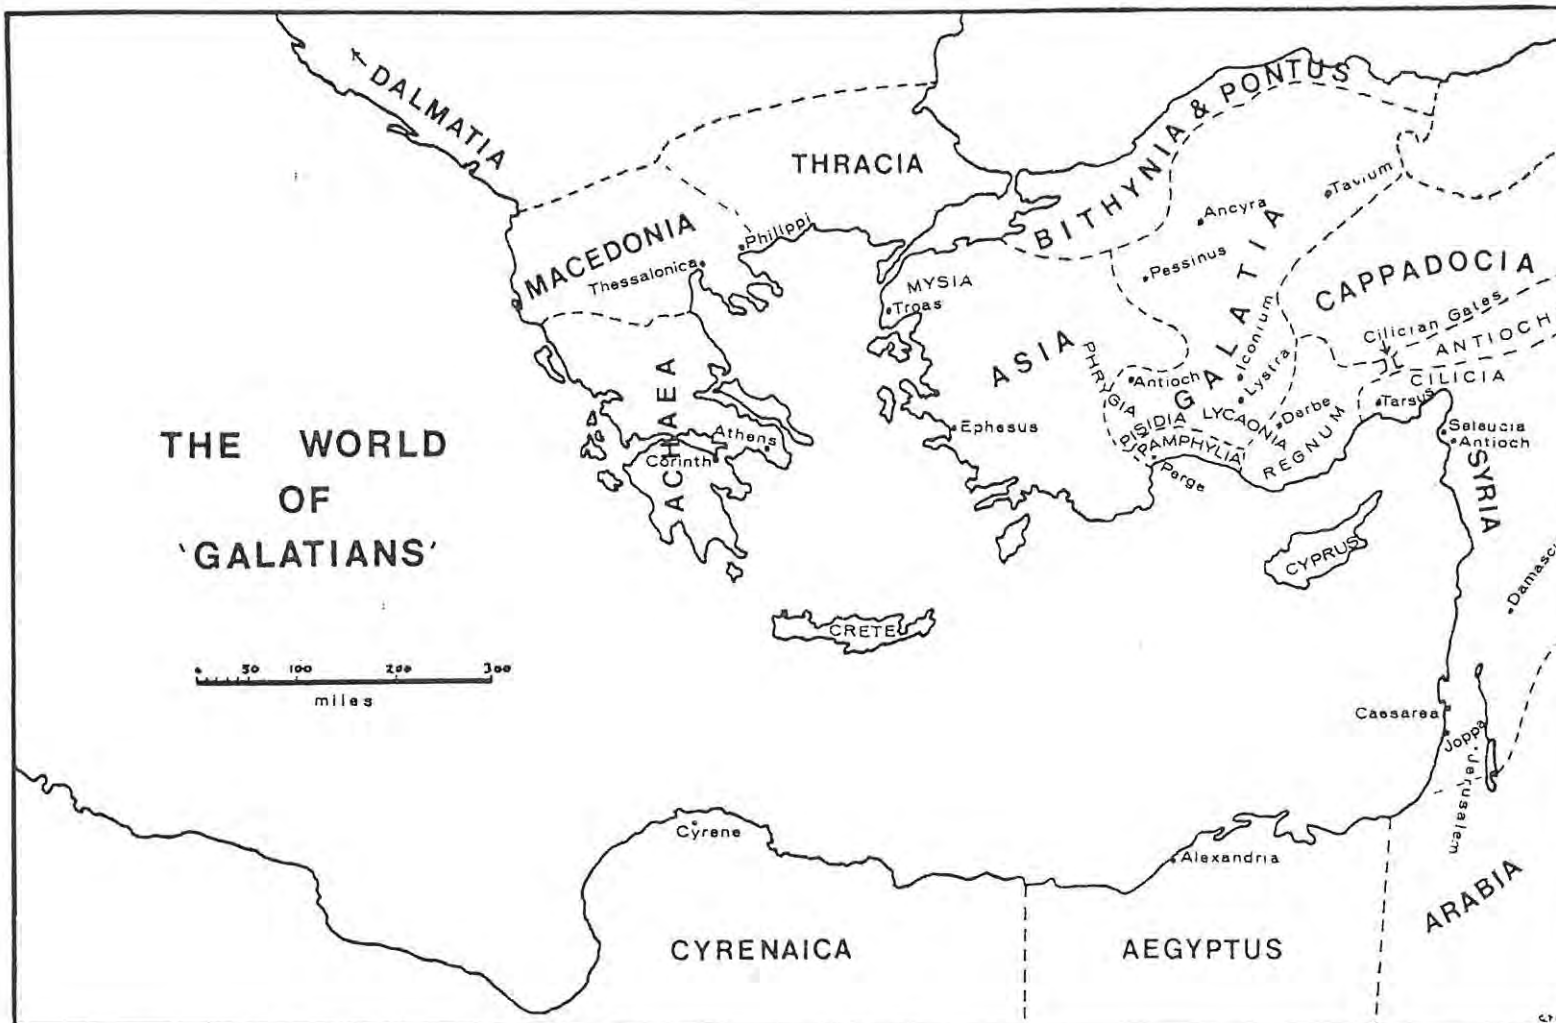 DALMATIA
THRACIA
BITHYNIA & PONTUS
MACEDONIA
Philippi
Thessalonica
Tavium
Ancyra
Pessinus
GALATIA
CAPPADOCIA
MYSIA
Troas
ASIA
PHRYGIA
Antioch
Iconium
Lystra
Cilician Gates
ANTIOCH
CILICIA
Tarsus
PISIDIA
LYCAONIA
Derbe
REGNUM
PAMPHYLIA
Perga
Ephesus
ACHAEA
Athens
Corinth
Seleucia
Antioch
SYRIA
THE WORLD
OF
'GALATIANS'
CYPRUS
Damasc
CRETE
0 50 100 200 300
miles
Caesarea
Joppa
Jerusalem
Cyrene
Alexandria
ARABIA
CYRENAICA
AEGYPTUS